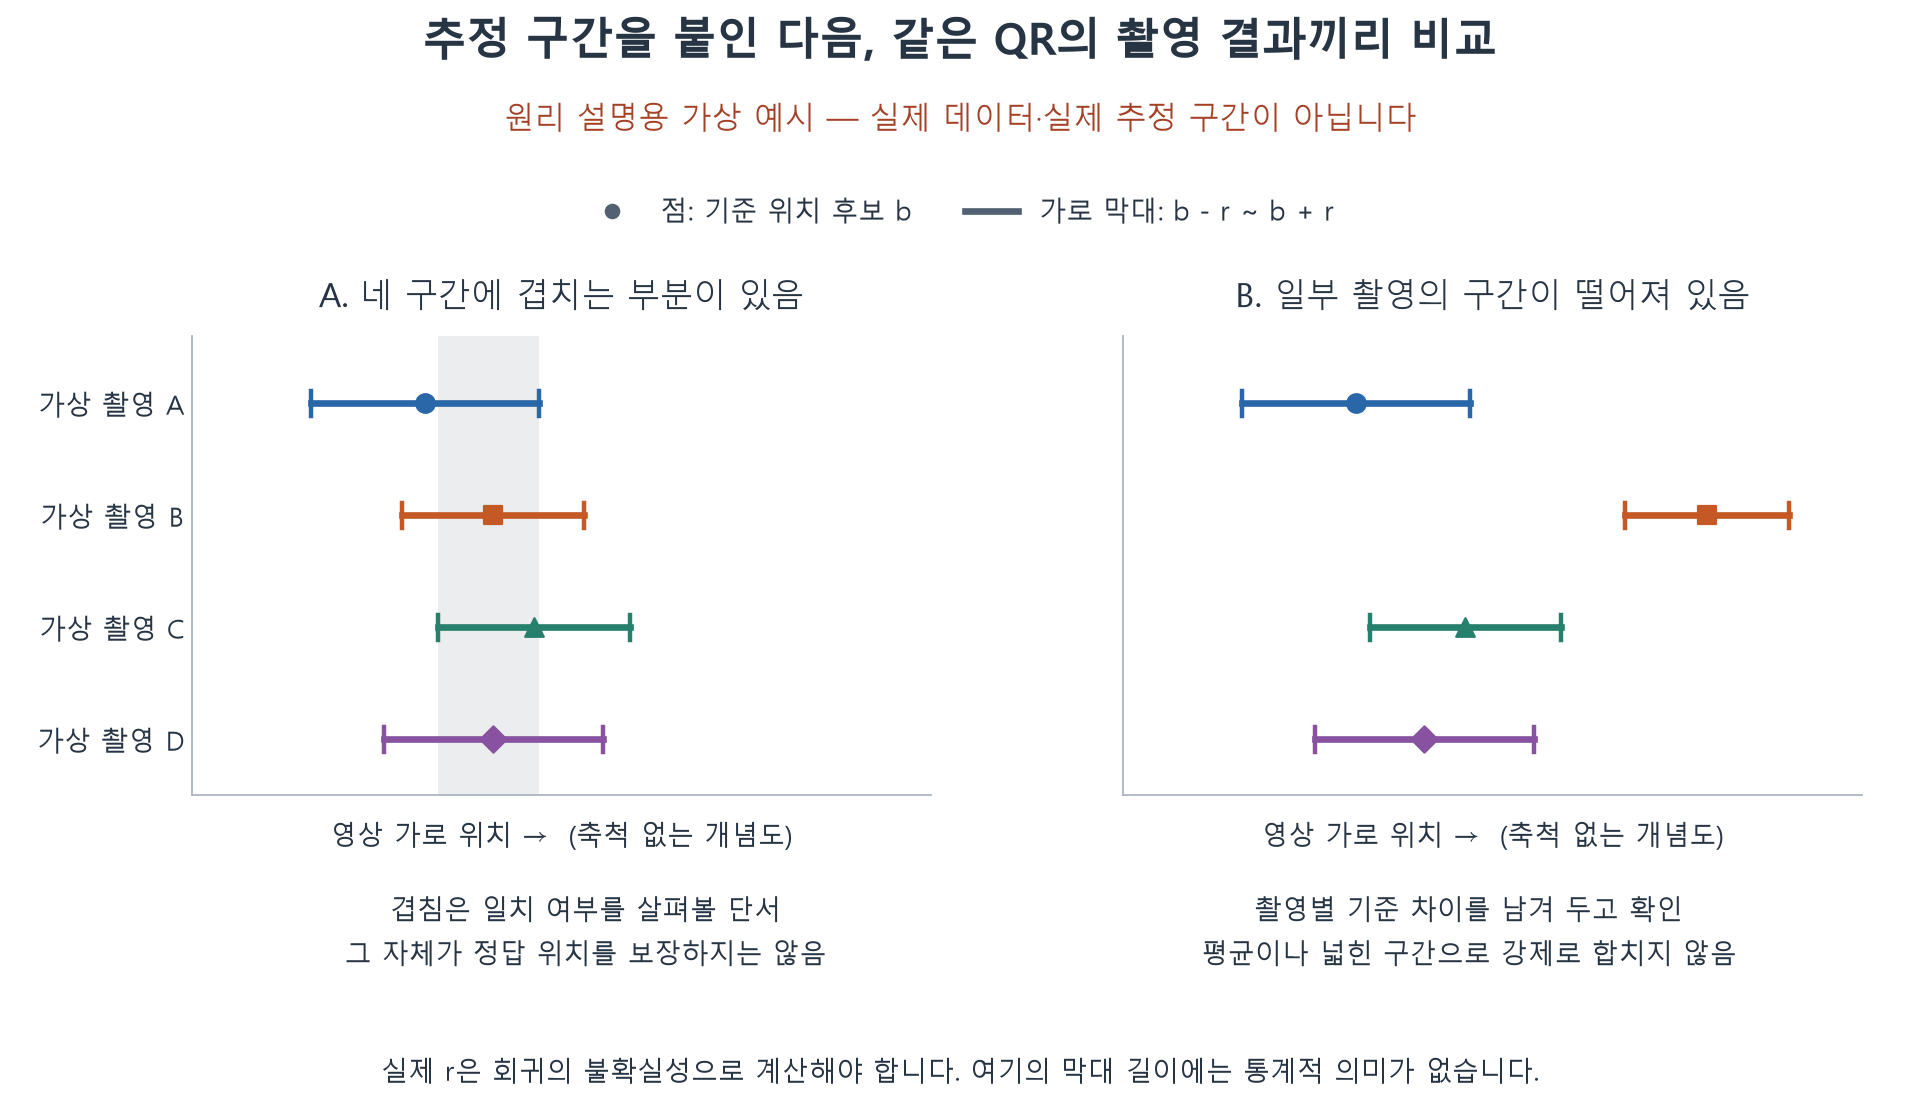 추정 구간을 붙인 다음, 같은 QR의 촬영 결과끼리 비교
원리 설명용 가상 예시 — 실제 데이터·실제 추정 구간이 아닙니다
점: 기준 위치 후보 b
가로 막대: b - r ~ b + r
A. 네 구간에 겹치는 부분이 있음
가상 촬영 A
가상 촬영 B
가상 촬영 C
가상 촬영 D
영상 가로 위치 → (축척 없는 개념도)
겹침은 일치 여부를 살펴볼 단서
그 자체가 정답 위치를 보장하지는 않음
B. 일부 촬영의 구간이 떨어져 있음
영상 가로 위치 → (축척 없는 개념도)
촬영별 기준 차이를 남겨 두고 확인
평균이나 넓힌 구간으로 강제로 합치지 않음
실제 r은 회귀의 불확실성으로 계산해야 합니다. 여기의 막대 길이에는 통계적 의미가 없습니다.